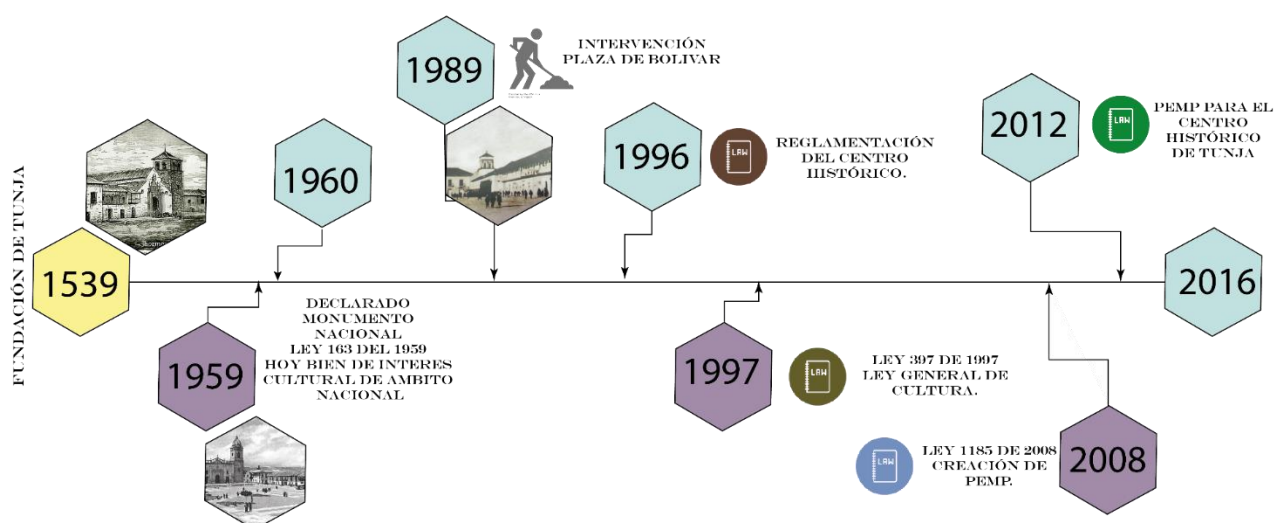 FUNDACIÓN DE TUNJA
1539
1959
DECLARADO
MONUMENTO
NACIONAL
LEY 163 DEL 1959
HOY BIEN DE INTERES
CULTURAL DE AMBITO
NACIONAL
1960
1989
INTERVENCIÓN
PLAZA DE BOLIVAR
1996
LAW
REGLAMENTACIÓN
DEL CENTRO
HISTÓRICO.
1997
LAW
LEY 397 DE 1997
LEY GENERAL DE
CULTURA.
2008
LAW
LEY 1185 DE 2008
CREACIÓN DE
PEMP.
2012
LAW
PEMP PARA EL
CENTRO
HISTÓRICO
DE TUNJA
2016